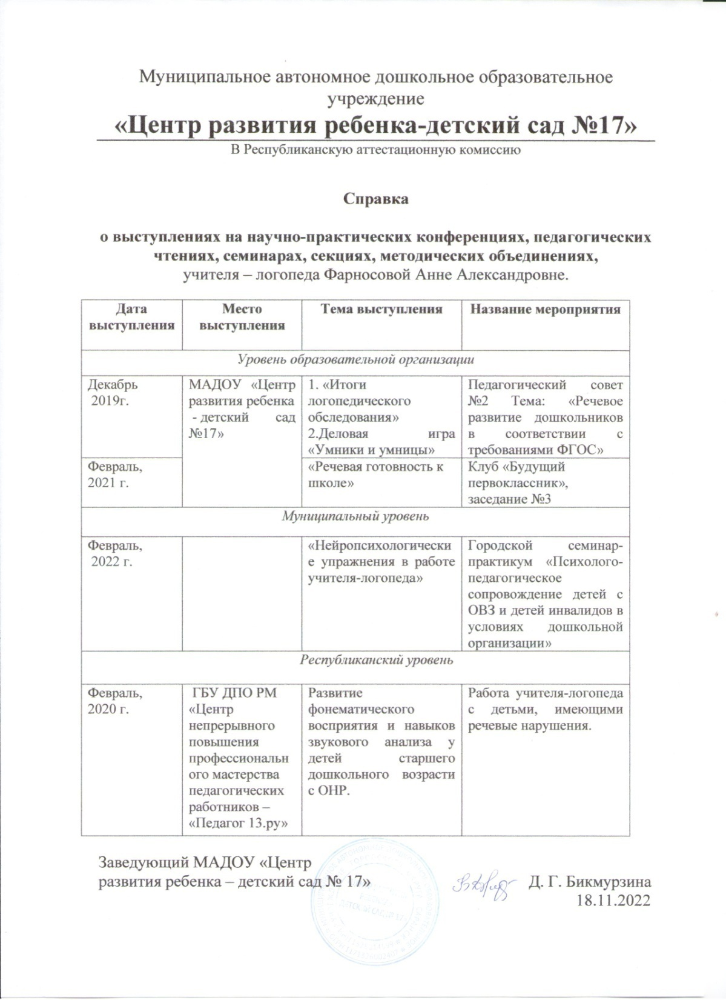 Муниципальное автономное дошкольное образовательное
учреждение
«Центр развития ребенка-детский сад №17»
В Республиканскую аттестационную комиссию
Справка
о выступлениях на научно-практических конференциях, педагогических
чтениях, семинарах, секциях, методических объединениях,
учителя – логопеда Фарносовой Анне Александровне.
Дата
выступления
Место
выступления
Тема выступления
Название мероприятия
Уровень образовательной организации
Декабрь
2019г.
МАДОУ «Центр
развития ребенка
- детский сад
№17»
1. «Итоги
логопедического
обследования»
2.Деловая игра
«Умники и умницы»
Педагогический совет
№2 Тема: «Речевое
развитие дошкольников
в соответствии с
требованиями ФГОС»
Февраль,
2021 г.
«Речевая готовность к
школе»
Клуб «Будущий
первоклассник»,
заседание №3
Муниципальный уровень
Февраль,
2022 г.
«Нейропсихологически
е упражнения в работе
учителя-логопеда»
Городской семинар-
практикум «Психолого-
педагогическое
сопровождение детей с
ОВЗ и детей инвалидов в
условиях дошкольной
организации»
Республиканский уровень
Февраль,
2020 г.
ГБУ ДПО РМ
«Центр
непрерывного
повышения
профессиональн
ого мастерства
педагогических
работников –
«Педагог 13.ру»
Развитие
фонематического
восприятия и навыков
звукового анализа у
детей старшего
дошкольного возрасти
с ОНР.
Работа учителя-логопеда
с детьми, имеющими
речевые нарушения.
Заведующий МАДОУ «Центр
развития ребенка – детский сад № 17»
Д. Г. Бикмурзина
18.11.2022